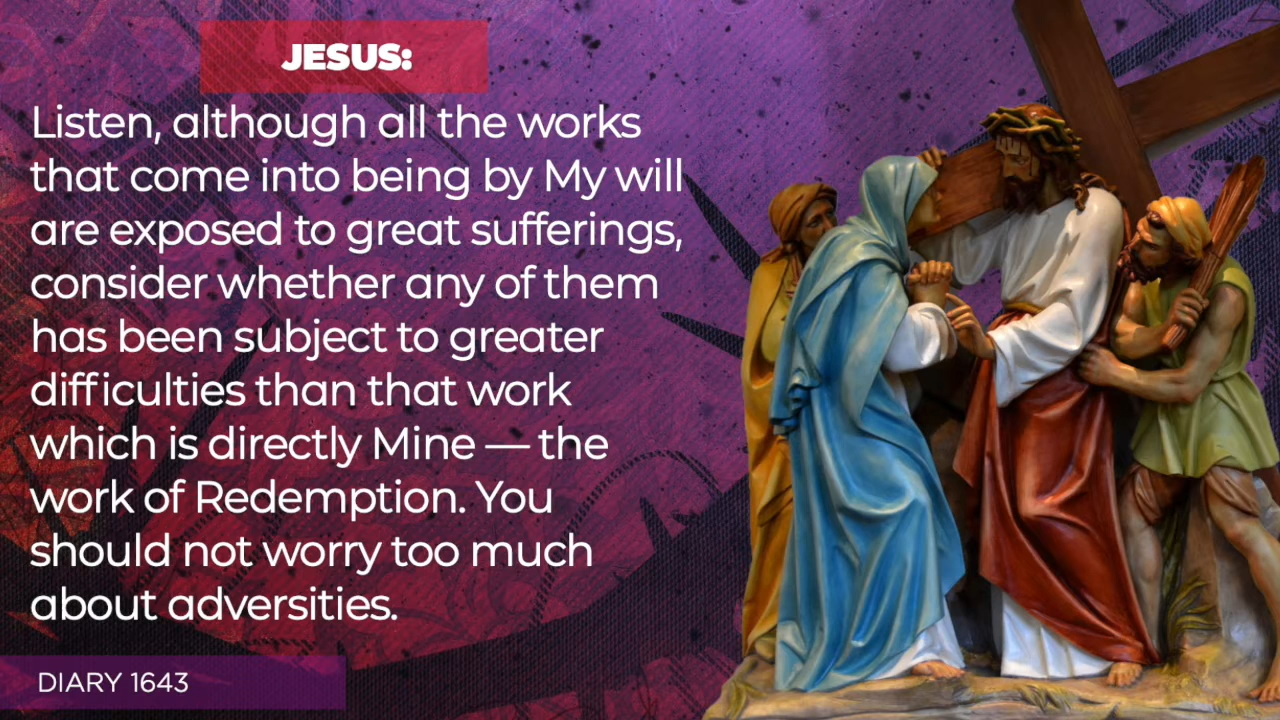 JESUS:
Listen, although all the works
that come into being by My will
are exposed to great sufferings,
consider whether any of them
has been subject to greater
difficulties than that work
which is directly Mine — the
work of Redemption. You
should not worry too much
about adversities.
DIARY 1643